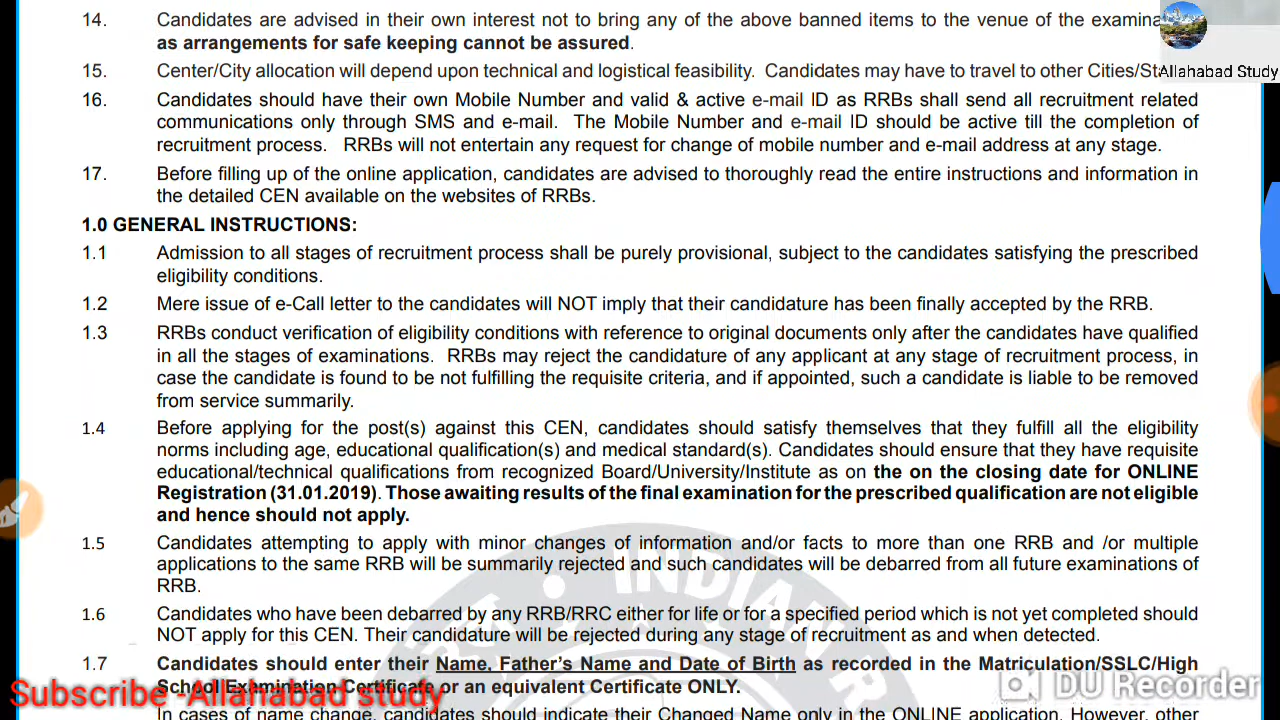 14. Candidates are advised in their own interest not to bring any of the above banned items to the venue of the
as arrangements for safe keeping cannot be assured.
Allahabad Study
15. Center/City allocation will depend upon technical and logistical feasibility. Candidates may have to travel to other Cities/
16. Candidates should have their own Mobile Number and valid & active e-mail ID as RRBs shall send all recruitment related
communications only through SMS and e-mail. The Mobile Number and e-mail ID should be active till the completion of
recruitment process. RRBs will not entertain any request for change of mobile number and e-mail address at any stage.
17. Before filling up of the online application, candidates are advised to thoroughly read the entire instructions and information in
the detailed CEN available on the websites of RRBs.
1.0 GENERAL INSTRUCTIONS:
1.1 Admission to all stages of recruitment process shall be purely provisional, subject to the candidates satisfying the prescribed
eligibility conditions.
1.2 Mere issue of e-Call letter to the candidates will NOT imply that their candidature has been finally accepted by the RRB.
1.3 RRBs conduct verification of eligibility conditions with reference to original documents only after the candidates have qualified
in all the stages of examinations. RRBs may reject the candidature of any applicant at any stage of recruitment process, in
case the candidate is found to be not fulfilling the requisite criteria, and if appointed, such a candidate is liable to be removed
from service summarily.
1.4 Before applying for the post(s) against this CEN, candidates should satisfy themselves that they fulfill all the eligibility
norms including age, educational qualification(s) and medical standard(s). Candidates should ensure that they have requisite
educational/technical qualifications from recognized Board/University/Institute as on the on the closing date for ONLINE
Registration (31.01.2019). Those awaiting results of the final examination for the prescribed qualification are not eligible
and hence should not apply.
1.5 Candidates attempting to apply with minor changes of information and/or facts to more than one RRB and /or multiple
applications to the same RRB will be summarily rejected and such candidates will be debarred from all future examinations of
RRB.
1.6 Candidates who have been debarred by any RRB/RRC either for life or for a specified period which is not yet completed should
NOT apply for this CEN. Their candidature will be rejected during any stage of recruitment as and when detected.
1.7 Candidates should enter their Name, Father's Name and Date of Birth as recorded in the Matriculation/SSLC/High
School Examination Certificate or an equivalent Certificate ONLY.
In cases of name change, candidates should indicate their Changed Name only in the ONLINE application. However, other
Subscribe -Allahabad study
DU Recorder
INDIAN R